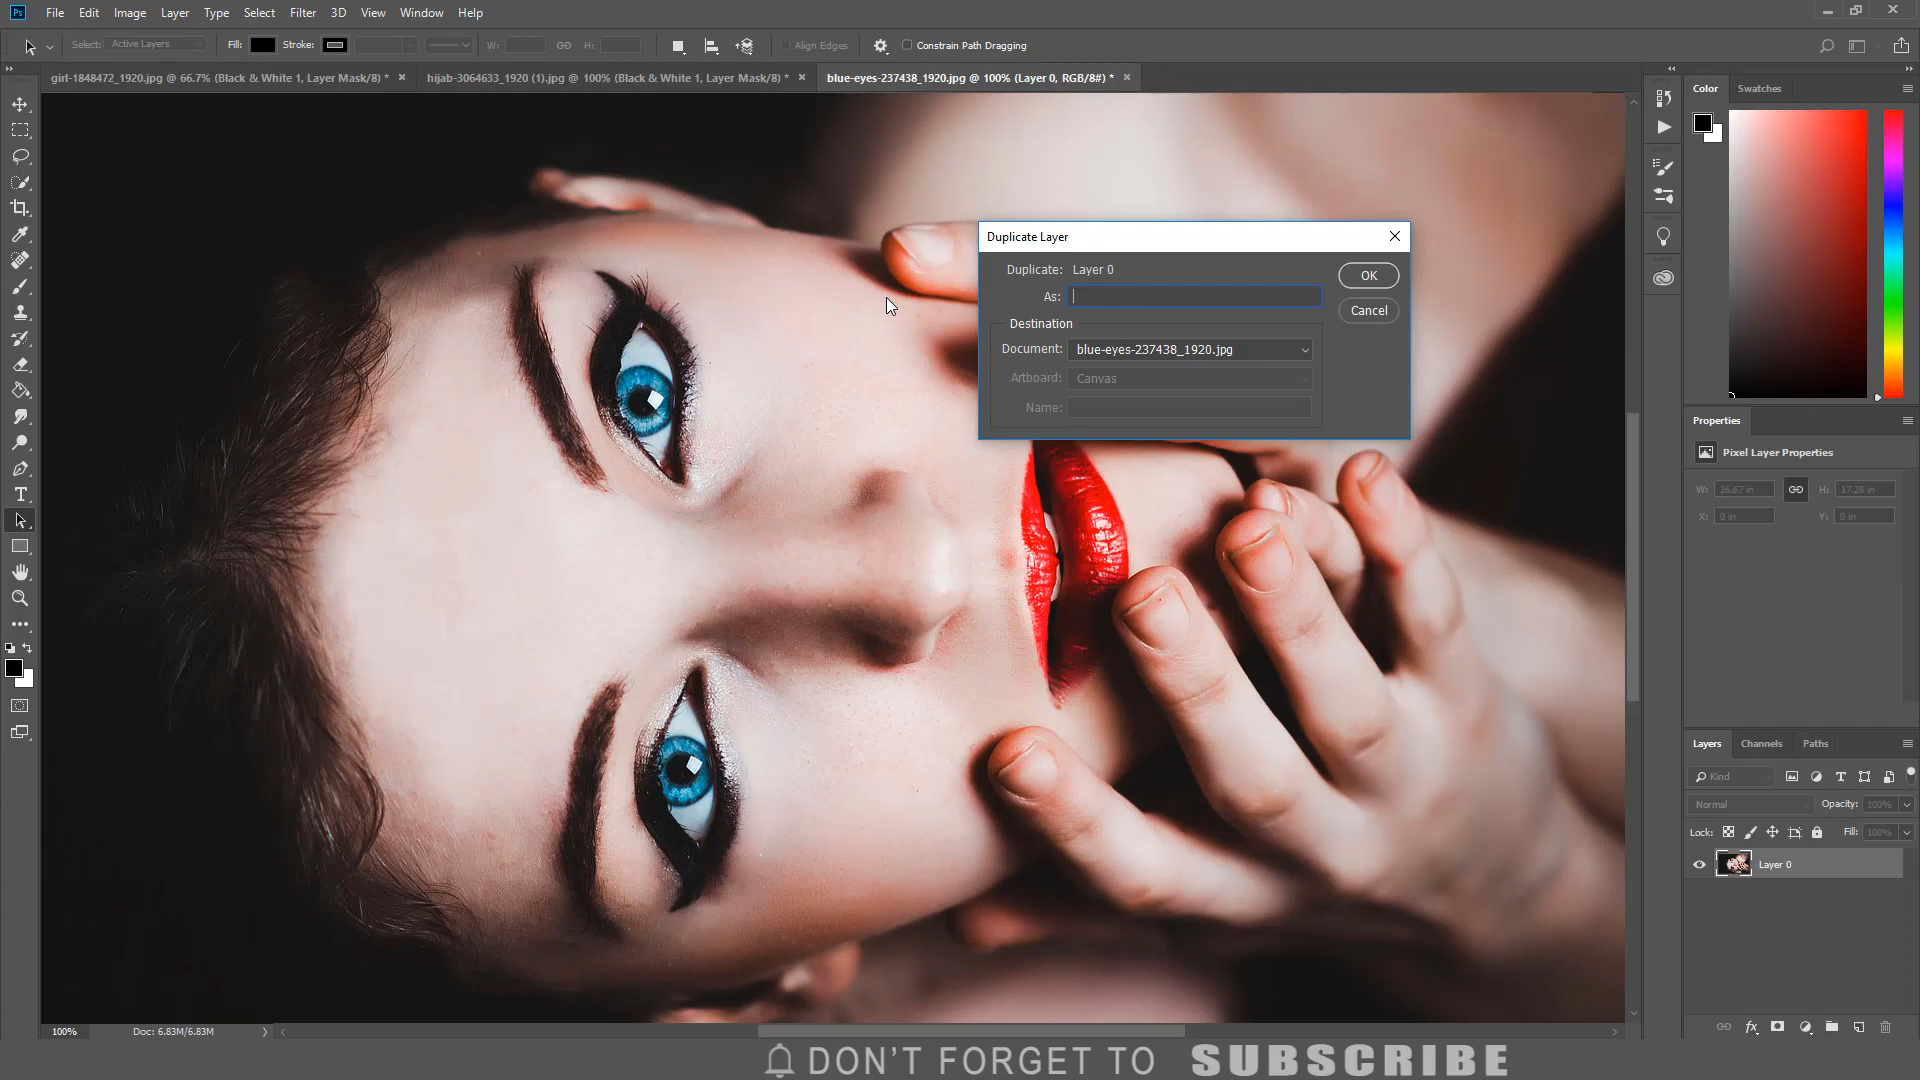 Ps File Edit Image Layer Type Select Filter 3D View Window Help
Select: Active Layers Fill: Stroke: W: H: Align Edges Constrain Path Dragging
girl-1848472_1920.jpg @ 66.7% (Black & White 1, Layer Mask/8) * hijab-3064633_1920 (1).jpg @ 100% (Black & White 1, Layer Mask/8) * blue-eyes-237438_1920.jpg @ 100% (Layer 0, RGB/8#) *
Color Swatches
Duplicate Layer
Duplicate: Layer 0
OK
As:
Cancel
Destination
Document: blue-eyes-237438_1920.jpg
Artboard: Canvas
Name:
Properties
Pixel Layer Properties
W: 26.67 in H: 17.26 in
X: 0 in Y: 0 in
Layers Channels Paths
Kind
Normal Opacity: 100%
Lock: Fill: 100%
Layer 0
100% Doc: 6.83M/6.83M
DON'T FORGET TO SUBSCRIBE